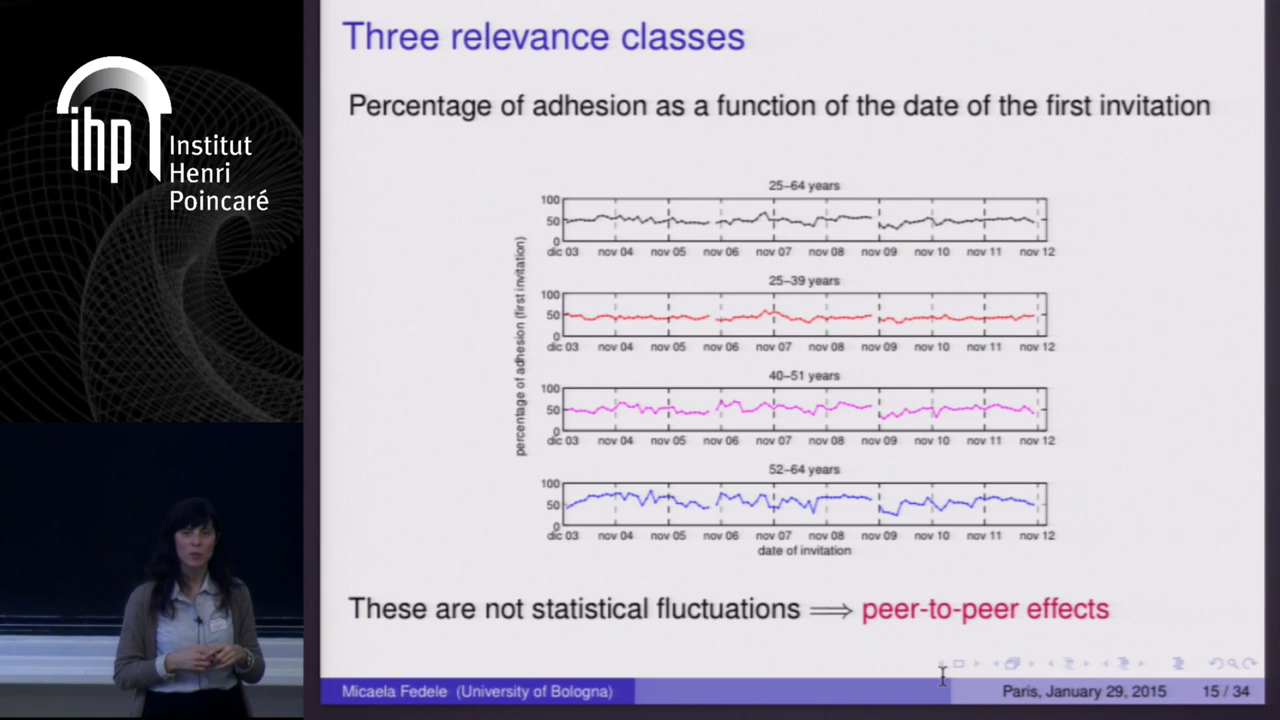 ihp
Institut
Henri
Poincaré
Three relevance classes
Percentage of adhesion as a function of the date of the first invitation
percentage of adhesion (first invitation)
25–64 years
100
50
0
dic 03 nov 04 nov 05 nov 06 nov 07 nov 08 nov 09 nov 10 nov 11 nov 12
25–39 years
100
50
0
dic 03 nov 04 nov 05 nov 06 nov 07 nov 08 nov 09 nov 10 nov 11 nov 12
40–51 years
100
50
0
dic 03 nov 04 nov 05 nov 06 nov 07 nov 08 nov 09 nov 10 nov 11 nov 12
52–64 years
100
50
0
dic 03 nov 04 nov 05 nov 06 nov 07 nov 08 nov 09 nov 10 nov 11 nov 12
date of invitation
These are not statistical fluctuations ⟹ peer-to-peer effects
Micaela Fedele (University of Bologna) Paris, January 29, 2015 15 / 34